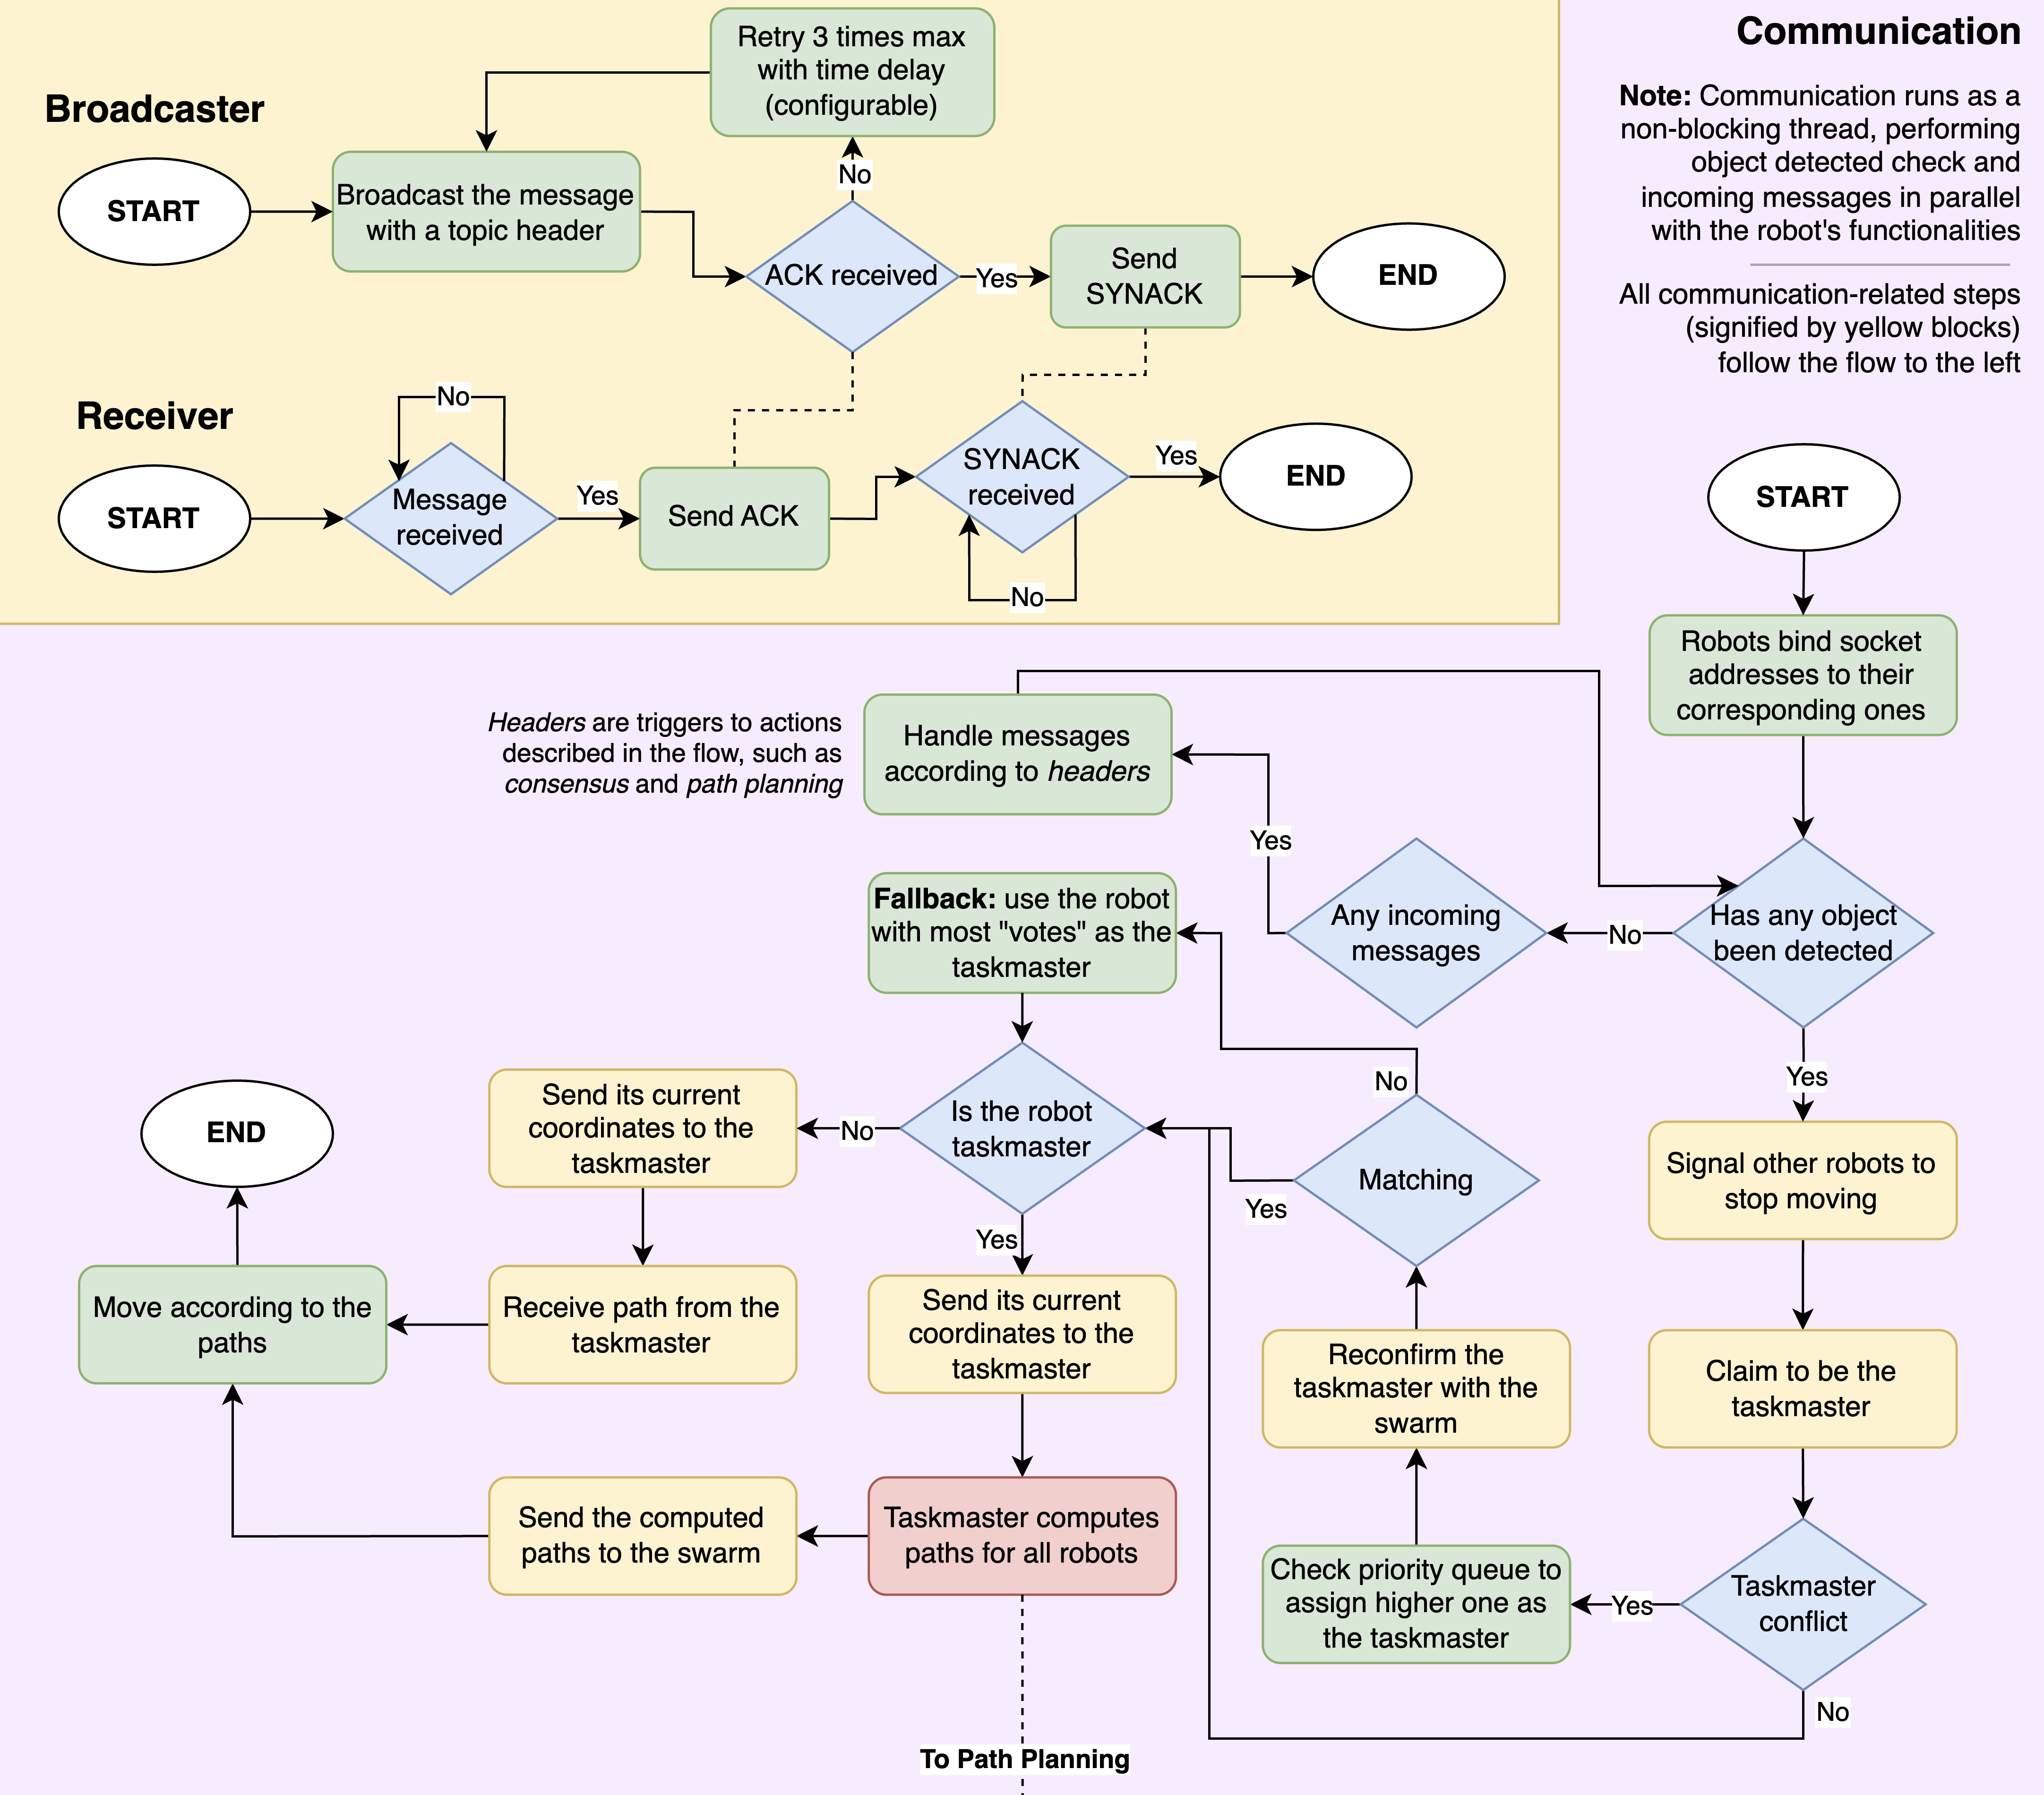 Broadcaster
START
Broadcast the message
with a topic header
Retry 3 times max
with time delay
(configurable)
No
ACK received
Yes
Send
SYNACK
END
Receiver
START
No
Message
received
Yes
Send ACK
SYNACK
received
No
Yes
END
Communication
Note: Communication runs as a
non-blocking thread, performing
object detected check and
incoming messages in parallel
with the robot's functionalities
All communication-related steps
(signified by yellow blocks)
follow the flow to the left
START
Robots bind socket
addresses to their
corresponding ones
Has any object
been detected
No
Any incoming
messages
Yes
Handle messages
according to headers
Headers are triggers to actions
described in the flow, such as
consensus and path planning
Yes
Signal other robots to
stop moving
Claim to be the
taskmaster
Taskmaster
conflict
Yes
No
Check priority queue to
assign higher one as
the taskmaster
Reconfirm the
taskmaster with the
swarm
Matching
No
Yes
Fallback: use the robot
with most "votes" as the
taskmaster
Is the robot
taskmaster
No
Send its current
coordinates to the
taskmaster
Receive path from the
taskmaster
Move according to the
paths
END
Yes
Send its current
coordinates to the
taskmaster
Taskmaster computes
paths for all robots
Send the computed
paths to the swarm
To Path Planning